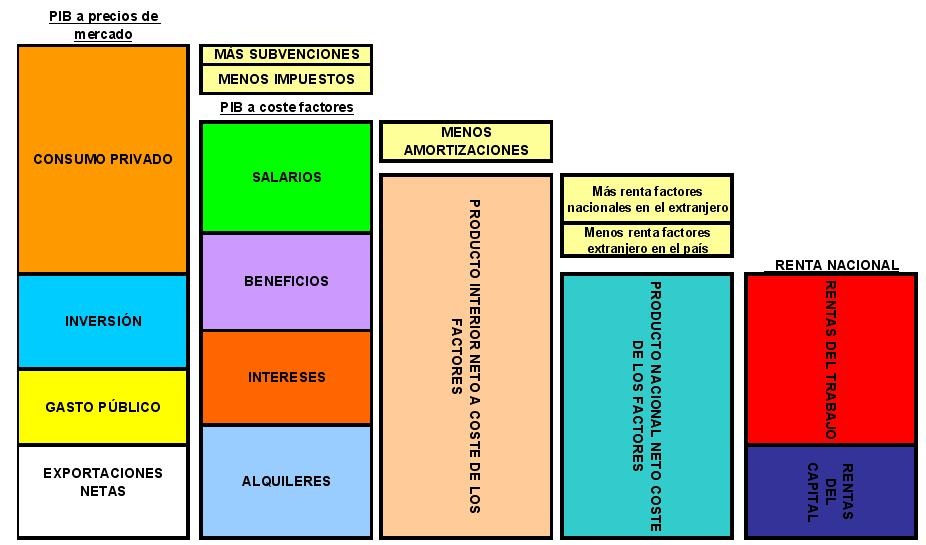 PIB a precios de
mercado
CONSUMO PRIVADO
INVERSIÓN
GASTO PÚBLICO
EXPORTACIONES
NETAS
MÁS SUBVENCIONES
MENOS IMPUESTOS
PIB a coste factores
SALARIOS
BENEFICIOS
INTERESES
ALQUILERES
MENOS
AMORTIZACIONES
PRODUCTO INTERIOR NETO A COSTE DE LOS
FACTORES
Más renta factores
nacionales en el extranjero
Menos renta factores
extranjero en el país
PRODUCTO NACIONAL NETO COSTE
DE LOS FACTORES
RENTA NACIONAL
RENTAS DEL TRABAJO
RENTAS
DEL
CAPITAL